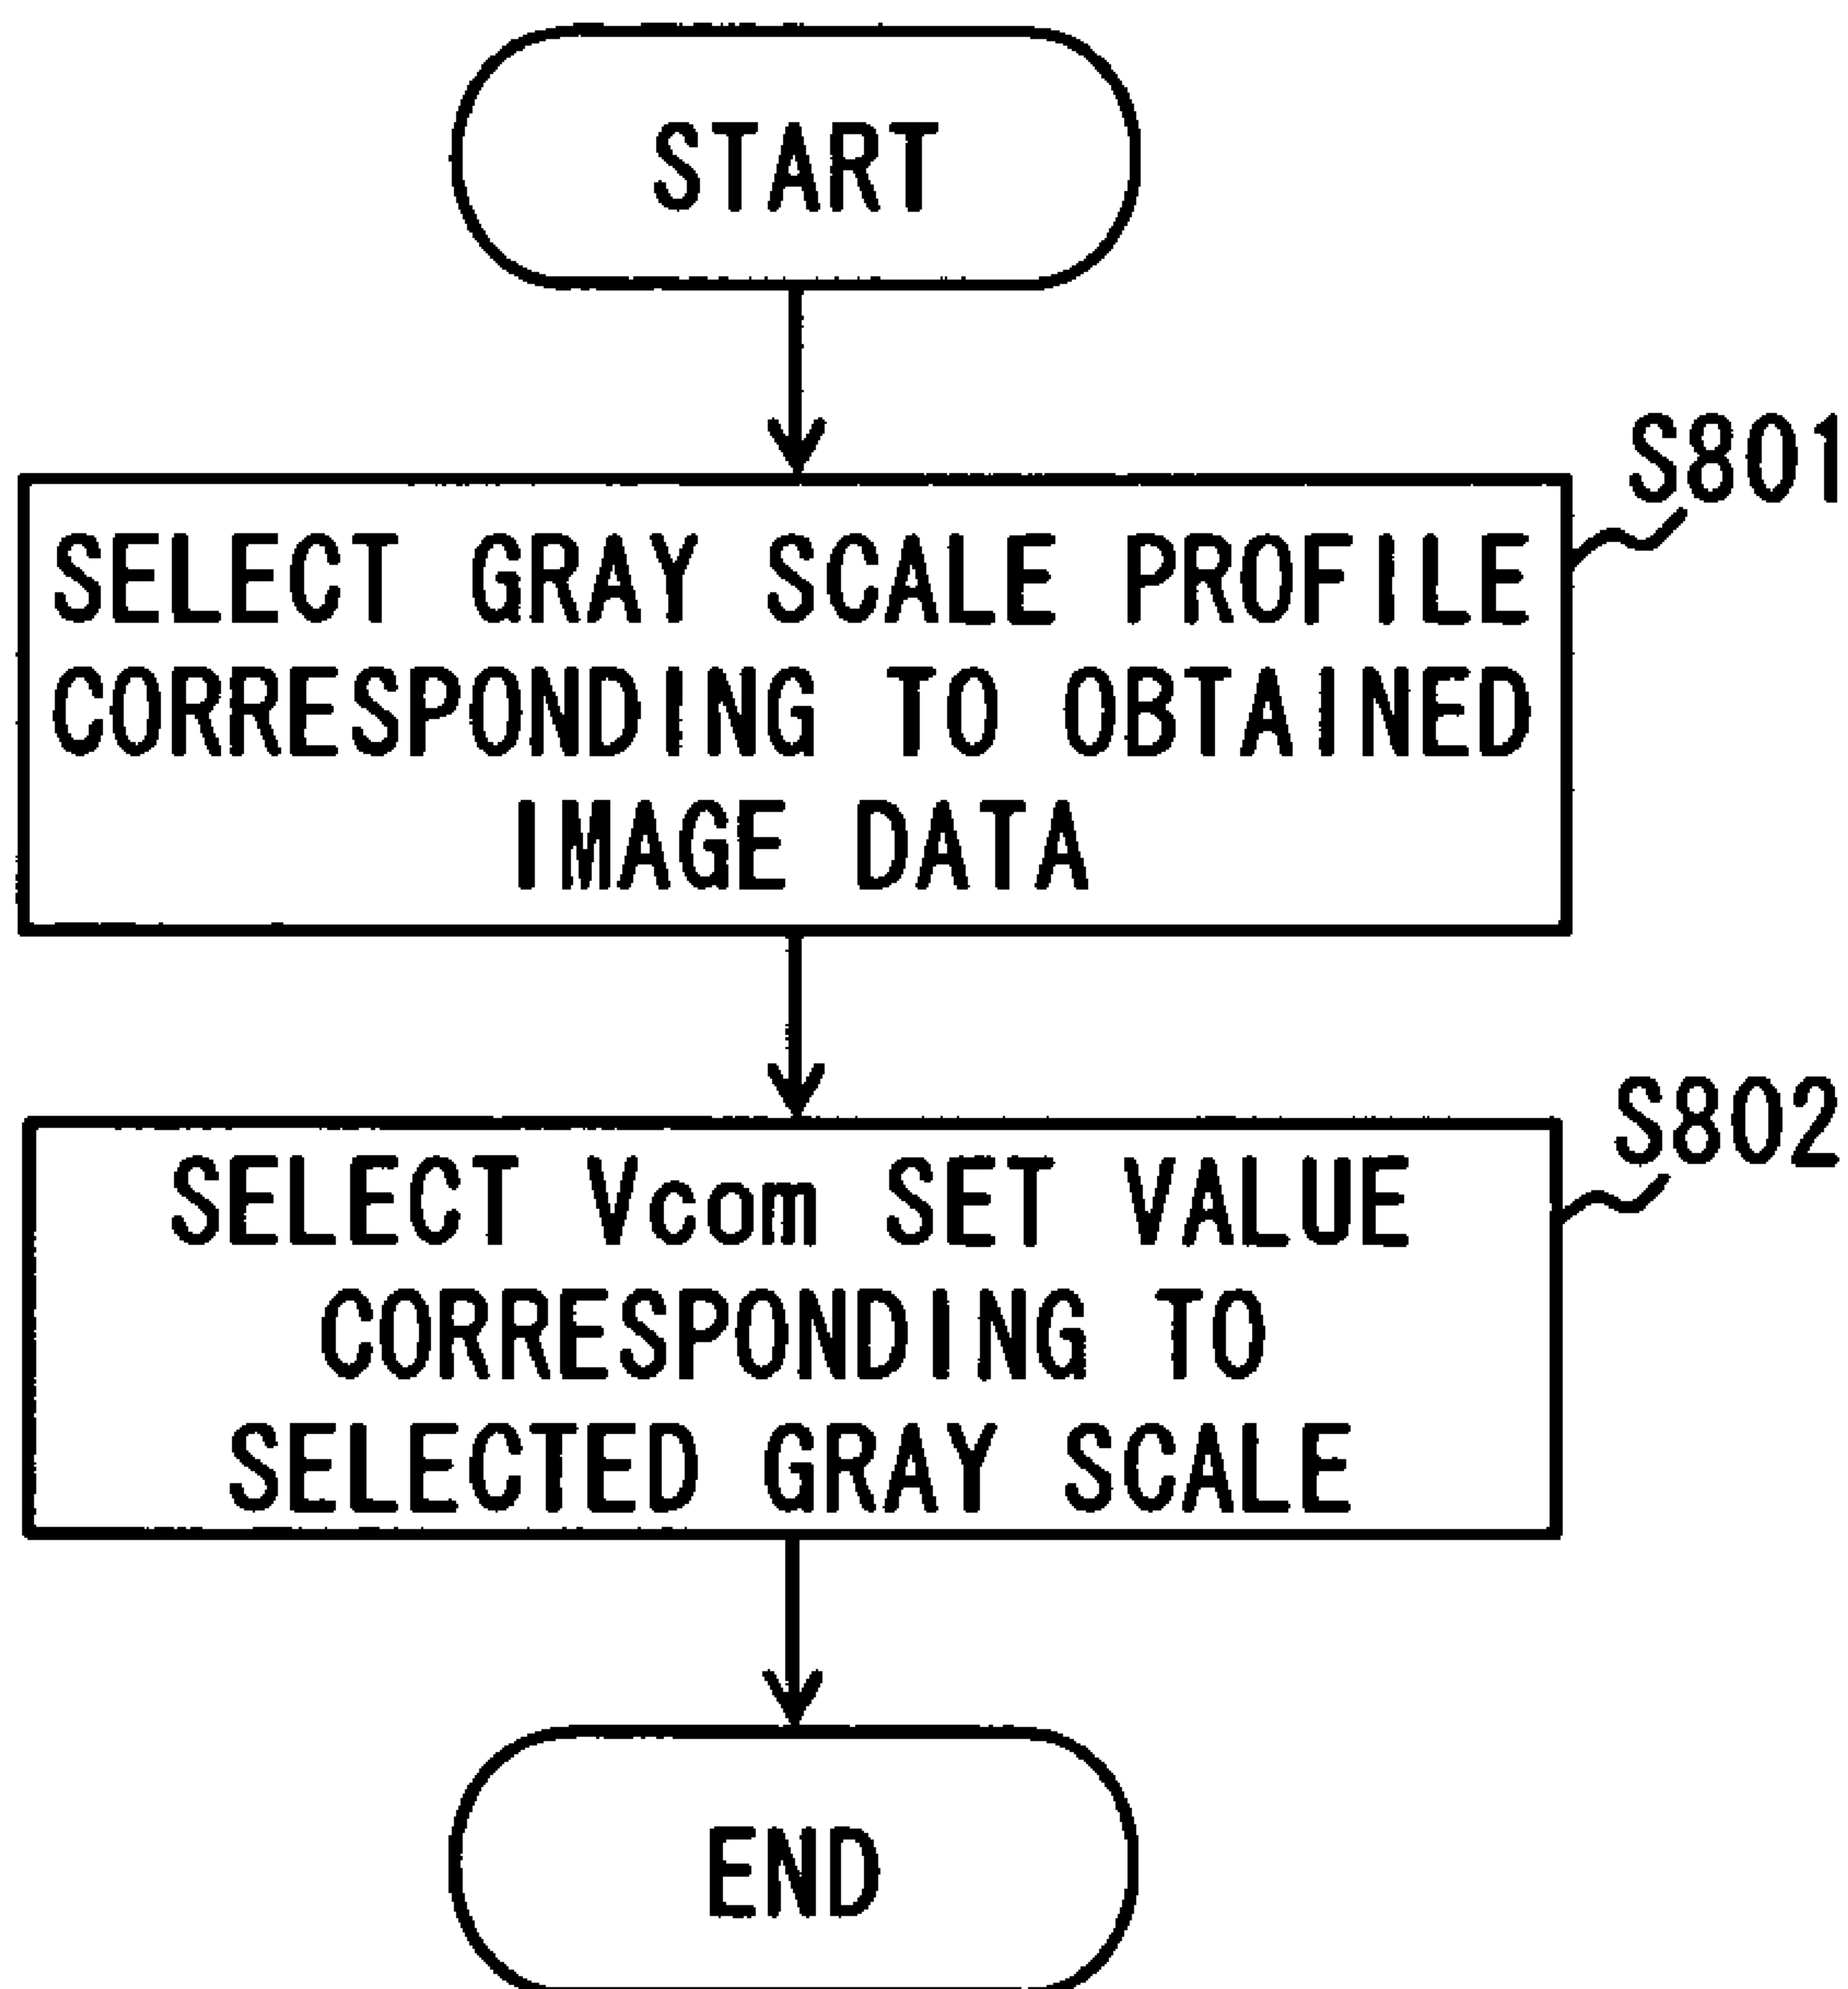 START
S801
SELECT GRAY SCALE PROFILE
CORRESPONDING TO OBTAINED
IMAGE DATA
S802
SELECT Vcom SET VALUE
CORRESPONDING TO
SELECTED GRAY SCALE
END